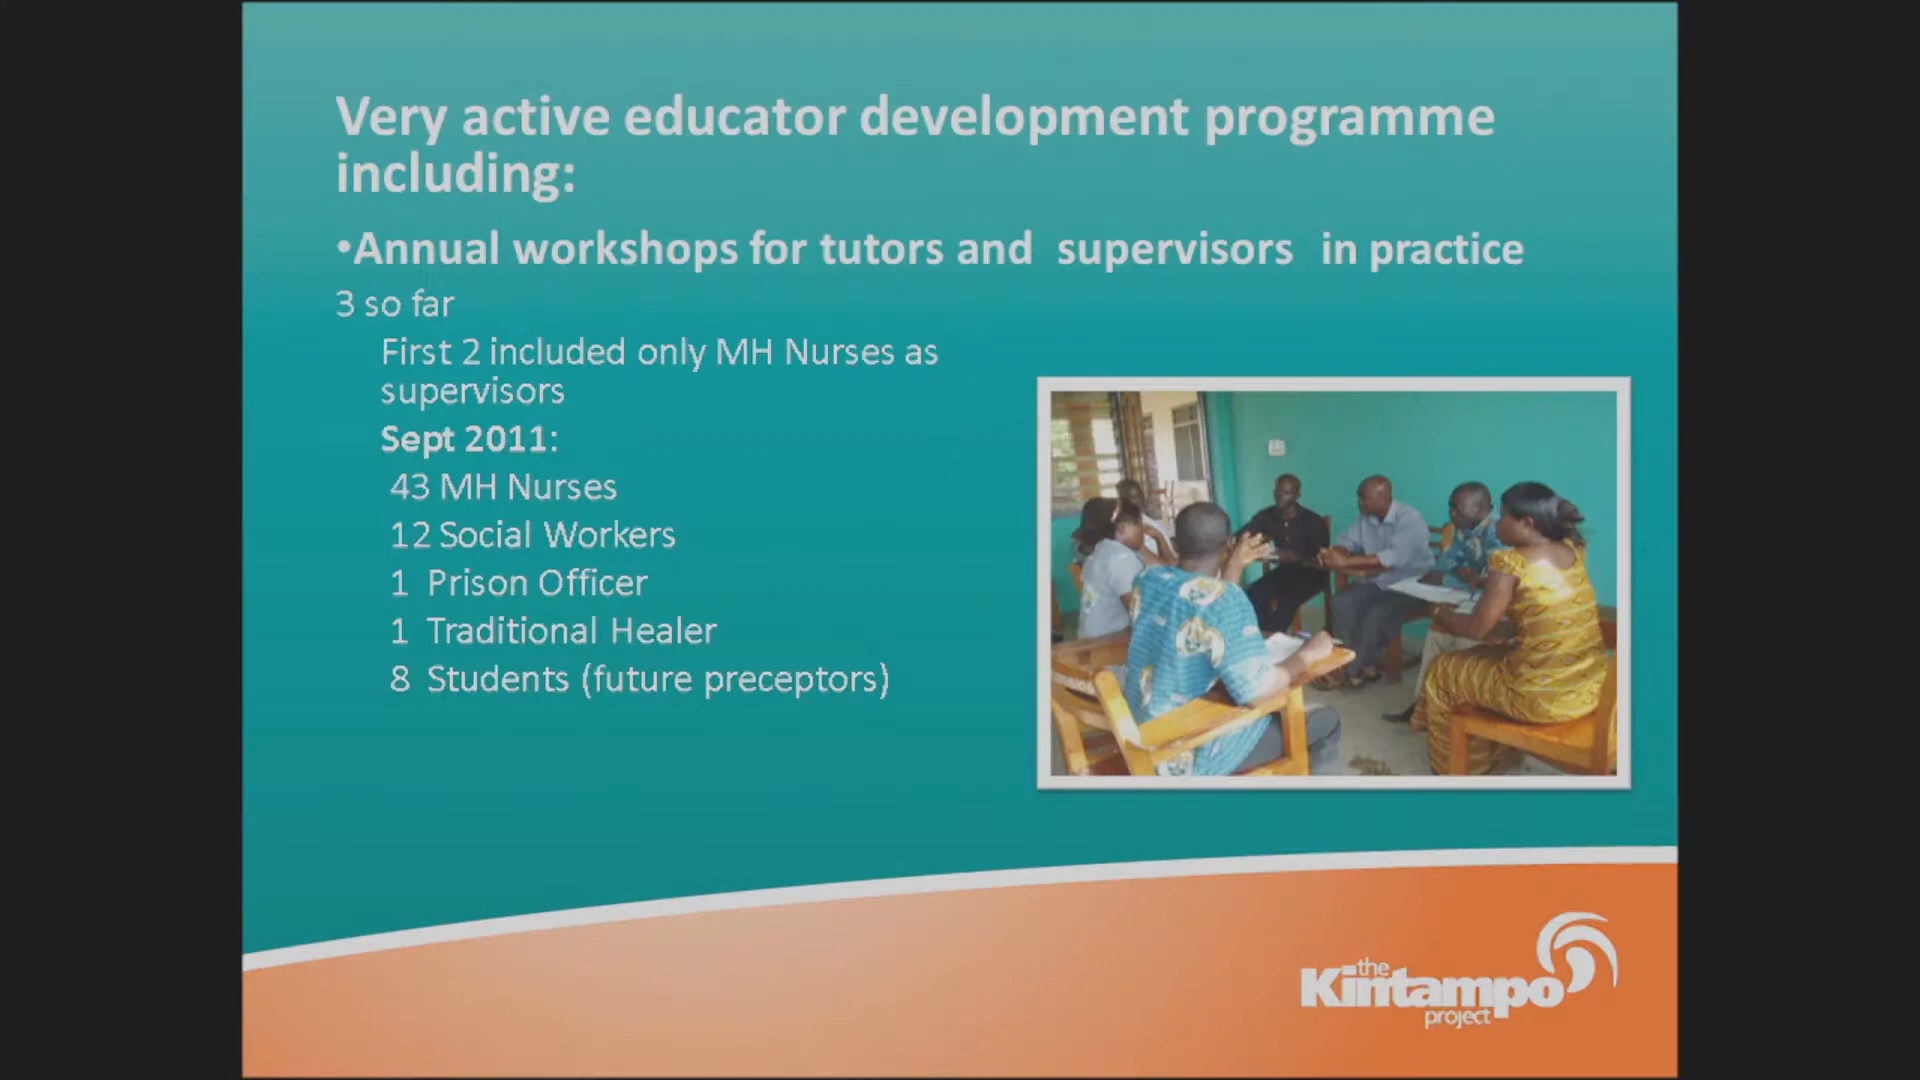 Very active educator development programme
including:
•Annual workshops for tutors and supervisors in practice
3 so far
First 2 included only MH Nurses as
supervisors
Sept 2011:
43 MH Nurses
12 Social Workers
1 Prison Officer
1 Traditional Healer
8 Students (future preceptors)
the
Kintampo
project